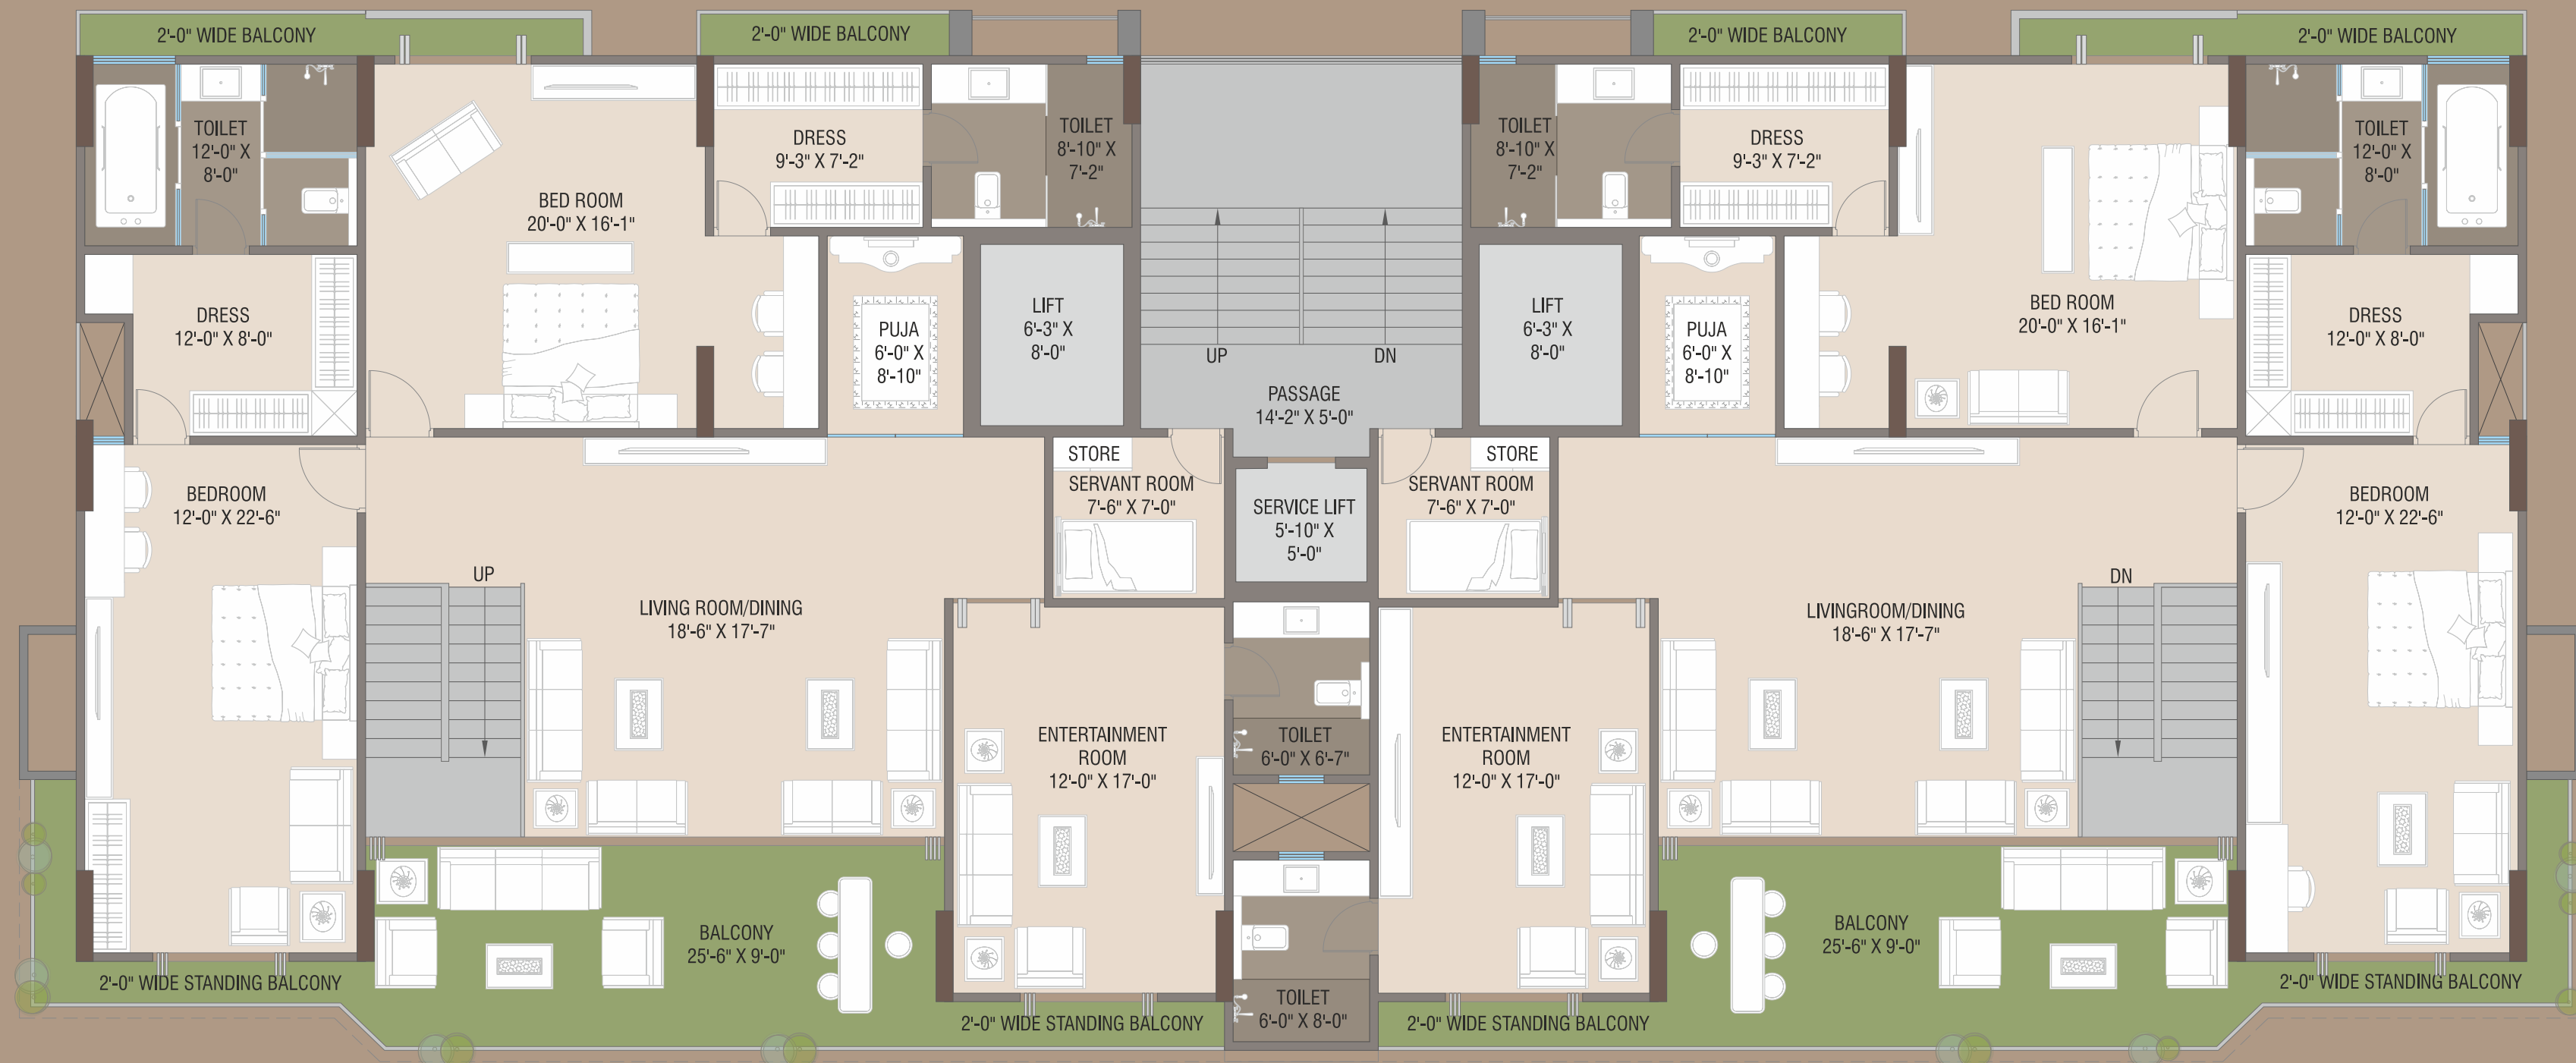 2'-0" WIDE BALCONY
2'-0" WIDE BALCONY
2'-0" WIDE BALCONY
2'-0" WIDE BALCONY
TOILET
12'-0" X
8'-0"
BED ROOM
20'-0" X 16'-1"
DRESS
9'-3" X 7'-2"
TOILET
8'-10" X
7'-2"
TOILET
8'-10" X
7'-2"
DRESS
9'-3" X 7'-2"
TOILET
12'-0" X
8'-0"
DRESS
12'-0" X 8'-0"
PUJA
6'-0" X
8'-10"
LIFT
6'-3" X
8'-0"
UP
DN
PASSAGE
14'-2" X 5'-0"
LIFT
6'-3" X
8'-0"
PUJA
6'-0" X
8'-10"
BED ROOM
20'-0" X 16'-1"
DRESS
12'-0" X 8'-0"
BEDROOM
12'-0" X 22'-6"
STORE
SERVANT ROOM
7'-6" X 7'-0"
SERVICE LIFT
5'-10" X
5'-0"
STORE
SERVANT ROOM
7'-6" X 7'-0"
BEDROOM
12'-0" X 22'-6"
UP
LIVING ROOM/DINING
18'-6" X 17'-7"
DN
LIVINGROOM/DINING
18'-6" X 17'-7"
ENTERTAINMENT
ROOM
12'-0" X 17'-0"
TOILET
6'-0" X 6'-7"
ENTERTAINMENT
ROOM
12'-0" X 17'-0"
BALCONY
25'-6" X 9'-0"
BALCONY
25'-6" X 9'-0"
2'-0" WIDE STANDING BALCONY
2'-0" WIDE STANDING BALCONY
TOILET
6'-0" X 8'-0"
2'-0" WIDE STANDING BALCONY
2'-0" WIDE STANDING BALCONY